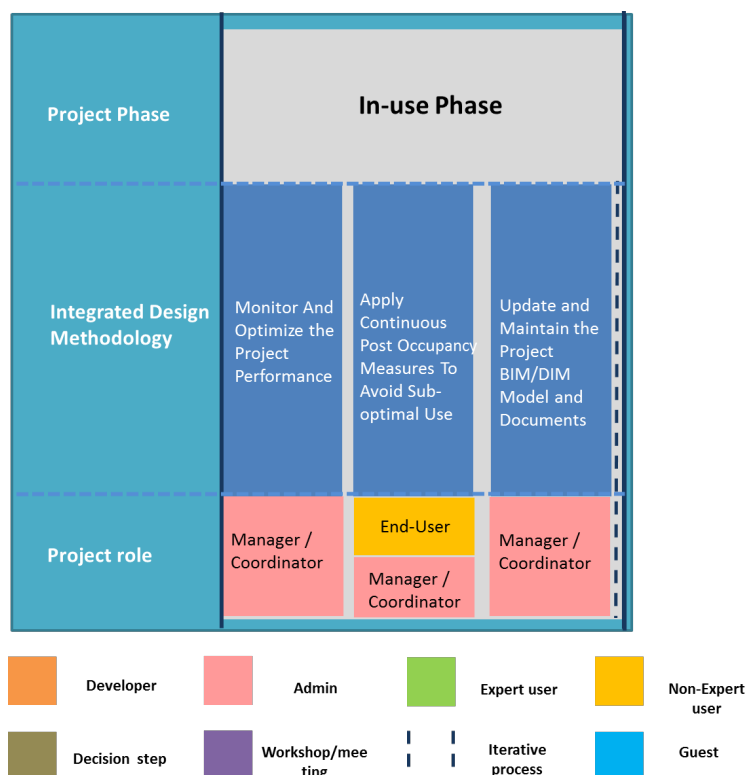 Project Phase
In-use Phase
Integrated Design
Methodology
Monitor And
Optimize the
Project
Performance
Apply
Continuous
Post Occupancy
Measures To
Avoid Sub-
optimal Use
Update and
Maintain the
Project
BIM/DIM
Model and
Documents
Project role
Manager /
Coordinator
End-User
Manager /
Coordinator
Manager /
Coordinator
Developer
Admin
Expert user
Non-Expert
user
Decision step
Workshop/mee
ting
Iterative
process
Guest